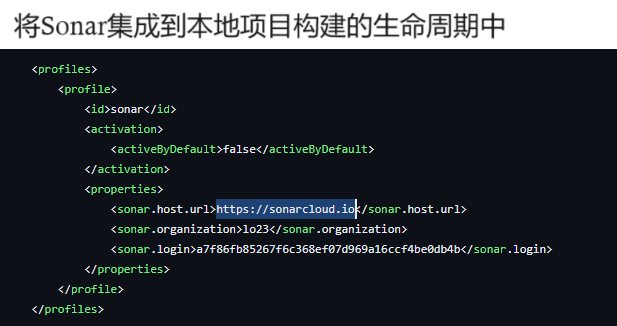 将Sonar集成到本地项目构建的生命周期中
<profiles>
<profile>
<id>sonar</id>
<activation>
<activeByDefault>false</activeByDefault>
</activation>
<properties>
<sonar.host.url>https://sonarcloud.io</sonar.host.url>
<sonar.organization>lo23</sonar.organization>
<sonar.login>a7f86fb85267f6c368ef07d969a16ccf4be0db4b</sonar.login>
</properties>
</profile>
</profiles>